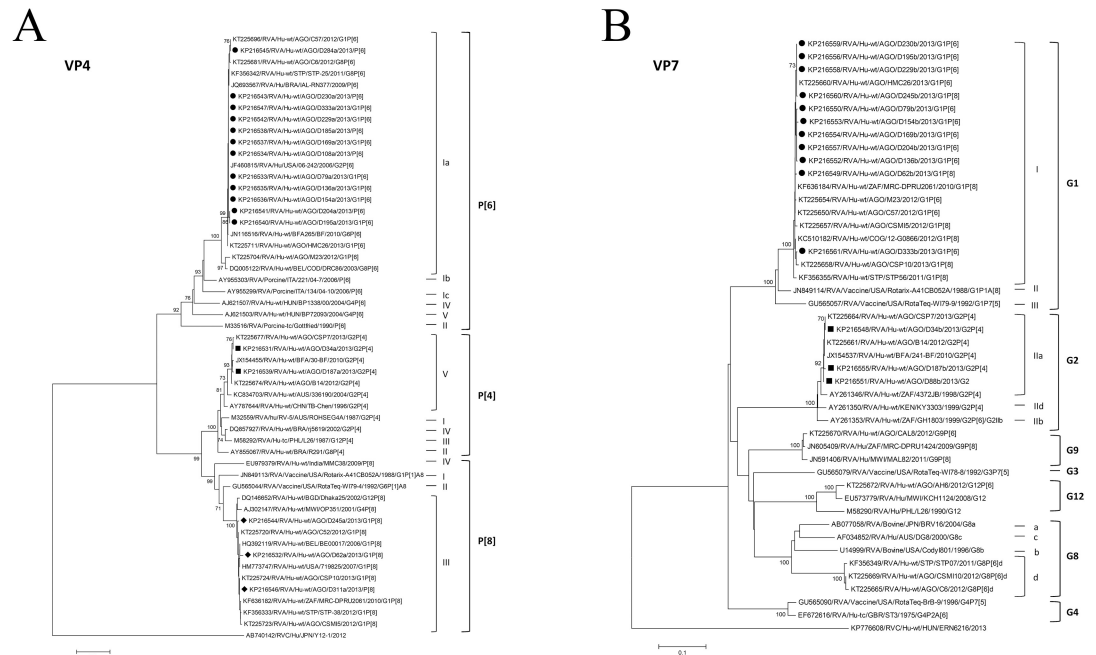 A
VP4
76
KT225696/RVA/Hu-wt/AGO/C57/2012/G1P[6]
KP216545/RVA/Hu-wt/AGO/D284a/2013/P[6]
KT225681/RVA/Hu-wt/AGO/C6/2012/G8P[6]
KF356342/RVA/Hu-wt/STP/STP-25/2011/G8P[6]
JQ693567/RVA/Hu/BRA/IAL-RN377/2009/P[6]
KP216543/RVA/Hu-wt/AGO/D230a/2013/P[6]
KP216547/RVA/Hu-wt/AGO/D333a/2013/G1P[6]
KP216542/RVA/Hu-wt/AGO/D229a/2013/G1P[6]
KP216538/RVA/Hu-wt/AGO/D185a/2013/P[6]
KP216537/RVA/Hu-wt/AGO/D169a/2013/G1P[6]
KP216534/RVA/Hu-wt/AGO/D108a/2013/P[6]
JF460815/RVA/Hu/USA/06-242/2006/G2P[6]
KP216533/RVA/Hu-wt/AGO/D79a/2013/G1P[6]
KP216535/RVA/Hu-wt/AGO/D136a/2013/G1P[6]
KP216536/RVA/Hu-wt/AGO/D154a/2013/G1P[6]
KP216541/RVA/Hu-wt/AGO/D204a/2013/P[6]
KP216540/RVA/Hu-wt/AGO/D195a/2013/G1P[6]
JN116516/RVA/Hu-wt/BFA265/BF/2010/G6P[6]
KT225711/RVA/Hu-wt/AGO/HMC26/2013/G1P[6]
KT225704/RVA/Hu-wt/AGO/M23/2012/G1P[6]
DQ005122/RVA/Hu-wt/BEL/COD/DRC86/2003/G8P[6]
AY955303/RVA/Porcine/ITA/221/04-7/2006/P[6]
AY955299/RVA/Porcine/ITA/134/04-10/2006/P[6]
AJ621507/RVA/Hu-wt/HUN/BP1338/00/2004/G4P[6]
AJ621503/RVA/Hu-wt/HUN/BP72093/2004/G4P[6]
M33516/RVA/Porcine-tc/Gottfried/1990/P[6]
Ia
Ib
Ic
IV
V
II
P[6]
98
100
97
93
76
92
KT225677/RVA/Hu-wt/AGO/CSP7/2013/G2P[4]
KP216531/RVA/Hu-wt/AGO/D34a/2013/G2P[4]
JX154455/RVA/Hu-wt/BFA/30-BF/2010/G2P[4]
KP216539/RVA/Hu-wt/AGO/D187a/2013/G2P[4]
KT225674/RVA/Hu-wt/AGO/B14/2012/G2P[4]
KC834703/RVA/Hu-wt/AUS/336190/2004/G2P[4]
AY787644/RVA/Hu-wt/CHN/TB-Chen/1996/G2P[4]
M32559/RVA/hu/RV-5/AUS/ROHSEG4A/1987/G2P[4]
DQ857927/RVA/Hu-wt/BRA/rj5619/2002/G2P[4]
M58292/RVA/Hu-tc/PHL/L26/1987/G12P[4]
AY855067/RVA/Hu-wt/BRA/R291/G8P[4]
V
I
IV
III
II
P[4]
76
93
73
81
74
100
EU979379/RVA/Hu-wt/India/MMC38/2009/P[8]
JN849113/RVA/Vaccine/USA/Rotarix-A41CB052A/1988/G1P[1]A8
GU565044/RVA/Vaccine/USA/RotaTeq-WI79-4/1992/G6P[1]A8
DQ146652/RVA/Hu-wt/BGD/Dhaka25/2002/G12P[8]
AJ302147/RVA/Hu-wt/MWI/OP351/2001/G4P[8]
KP216544/RVA/Hu-wt/AGO/D245a/2013/G1P[8]
KT225720/RVA/Hu-wt/AGO/C52/2012/G1P[8]
HQ392119/RVA/Hu-wt/BEL/BE00017/2006/G1P[8]
KP216532/RVA/Hu-wt/AGO/D62a/2013/G1P[8]
HM773747/RVA/Hu-wt/USA/719825/2007/G1P[8]
KT225724/RVA/Hu-wt/AGO/CSP10/2013/G1P[8]
KP216546/RVA/Hu-wt/AGO/D311a/2013/P[8]
KF636182/RVA/Hu-wt/ZAF/MRC-DPRU2061/2010/G1P[8]
KF356333/RVA/Hu-wt/STP/STP-38/2012/G1P[8]
KT225723/RVA/Hu-wt/AGO/CSMI5/2012/G1P[8]
AB740142/RVC/Hu/JPN/Y12-1/2012
IV
I
II
III
P[8]
99
71
100
B
VP7
73
KP216559/RVA/Hu-wt/AGO/D230b/2013/G1P[6]
KP216556/RVA/Hu-wt/AGO/D195b/2013/G1P[6]
KP216558/RVA/Hu-wt/AGO/D229b/2013/G1P[6]
KT225660/RVA/Hu-wt/AGO/HMC26/2013/G1P[6]
KP216560/RVA/Hu-wt/AGO/D245b/2013/G1P[8]
KP216550/RVA/Hu-wt/AGO/D79b/2013/G1P[6]
KP216553/RVA/Hu-wt/AGO/D154b/2013/G1P[6]
KP216554/RVA/Hu-wt/AGO/D169b/2013/G1P[6]
KP216557/RVA/Hu-wt/AGO/D204b/2013/G1P[6]
KP216552/RVA/Hu-wt/AGO/D136b/2013/G1P[6]
KP216549/RVA/Hu-wt/AGO/D62b/2013/G1P[8]
KF636184/RVA/Hu-wt/ZAF/MRC-DPRU2061/2010/G1P[8]
KT225654/RVA/Hu-wt/AGO/M23/2012/G1P[6]
KT225650/RVA/Hu-wt/AGO/C57/2012/G1P[6]
KT225657/RVA/Hu-wt/AGO/CSMI5/2012/G1P[8]
KC510182/RVA/Hu-wt/COG/12-G0866/2012/G1P[8]
KP216561/RVA/Hu-wt/AGO/D333b/2013/G1P[6]
KT225658/RVA/Hu-wt/AGO/CSP10/2013/G1P[8]
KF356355/RVA/Hu-wt/STP/STP56/2011/G1P[8]
JN849114/RVA/Vaccine/USA/Rotarix-A41CB052A/1988/G1P1A[8]
GU565057/RVA/Vaccine/USA/RotaTeq-WI79-9/1992/G1P7[5]
I
II
III
G1
100
KT225664/RVA/Hu-wt/AGO/CSP7/2013/G2P[4]
KP216548/RVA/Hu-wt/AGO/D34b/2013/G2P[4]
KT225661/RVA/Hu-wt/AGO/B14/2012/G2P[4]
JX154537/RVA/Hu-wt/BFA/241-BF/2010/G2P[4]
KP216555/RVA/Hu-wt/AGO/D187b/2013/G2P[4]
KP216551/RVA/Hu-wt/AGO/D88b/2013/G2
AY261346/RVA/Hu-wt/ZAF/4372JB/1998/G2P[4]
AY261350/RVA/Hu-wt/KEN/KY3303/1999/G2P[4]
AY261353/RVA/Hu-wt/ZAF/GH1803/1999/G2P[6]/G2IIb
IIa
IId
IIb
G2
70
92
100
KT225670/RVA/Hu-wt/AGO/CAL8/2012/G9P[6]
JN605409/RVA/Hu/ZAF/MRC-DPRU1424/2009/G9P[8]
JN591406/RVA/Hu/MWI/MAL82/2011/G9P[8]
100
G9
GU565079/RVA/Vaccine/USA/RotaTeq-WI78-8/1992/G3P7[5]
G3
KT225672/RVA/Hu-wt/AGO/AH6/2012/G12P[6]
EU573779/RVA/Hu/MWI/KCH1124/2008/G12
M58290/RVA/Hu/PHL/L26/1990/G12
100
100
G12
AB077058/RVA/Bovine/JPN/BRV16/2004/G8a
AF034852/RVA/Hu/AUS/DG8/2000/G8c
U14999/RVA/Bovine/USA/CodyI801/1996/G8b
KF356349/RVA/Hu-wt/STP/STP07/2011/G8P[6]d
KT225669/RVA/Hu-wt/AGO/CSMI10/2012/G8P[6]d
KT225665/RVA/Hu-wt/AGO/C6/2012/G8P[6]d
a
c
b
d
G8
100
100
GU565090/RVA/Vaccine/USA/RotaTeq-BrB-9/1996/G4P7[5]
EF672616/RVA/Hu-tc/GBR/ST3/1975/G4P2A[6]
100
G4
KP776608/RVC/Hu-wt/HUN/ERN6216/2013
0.1